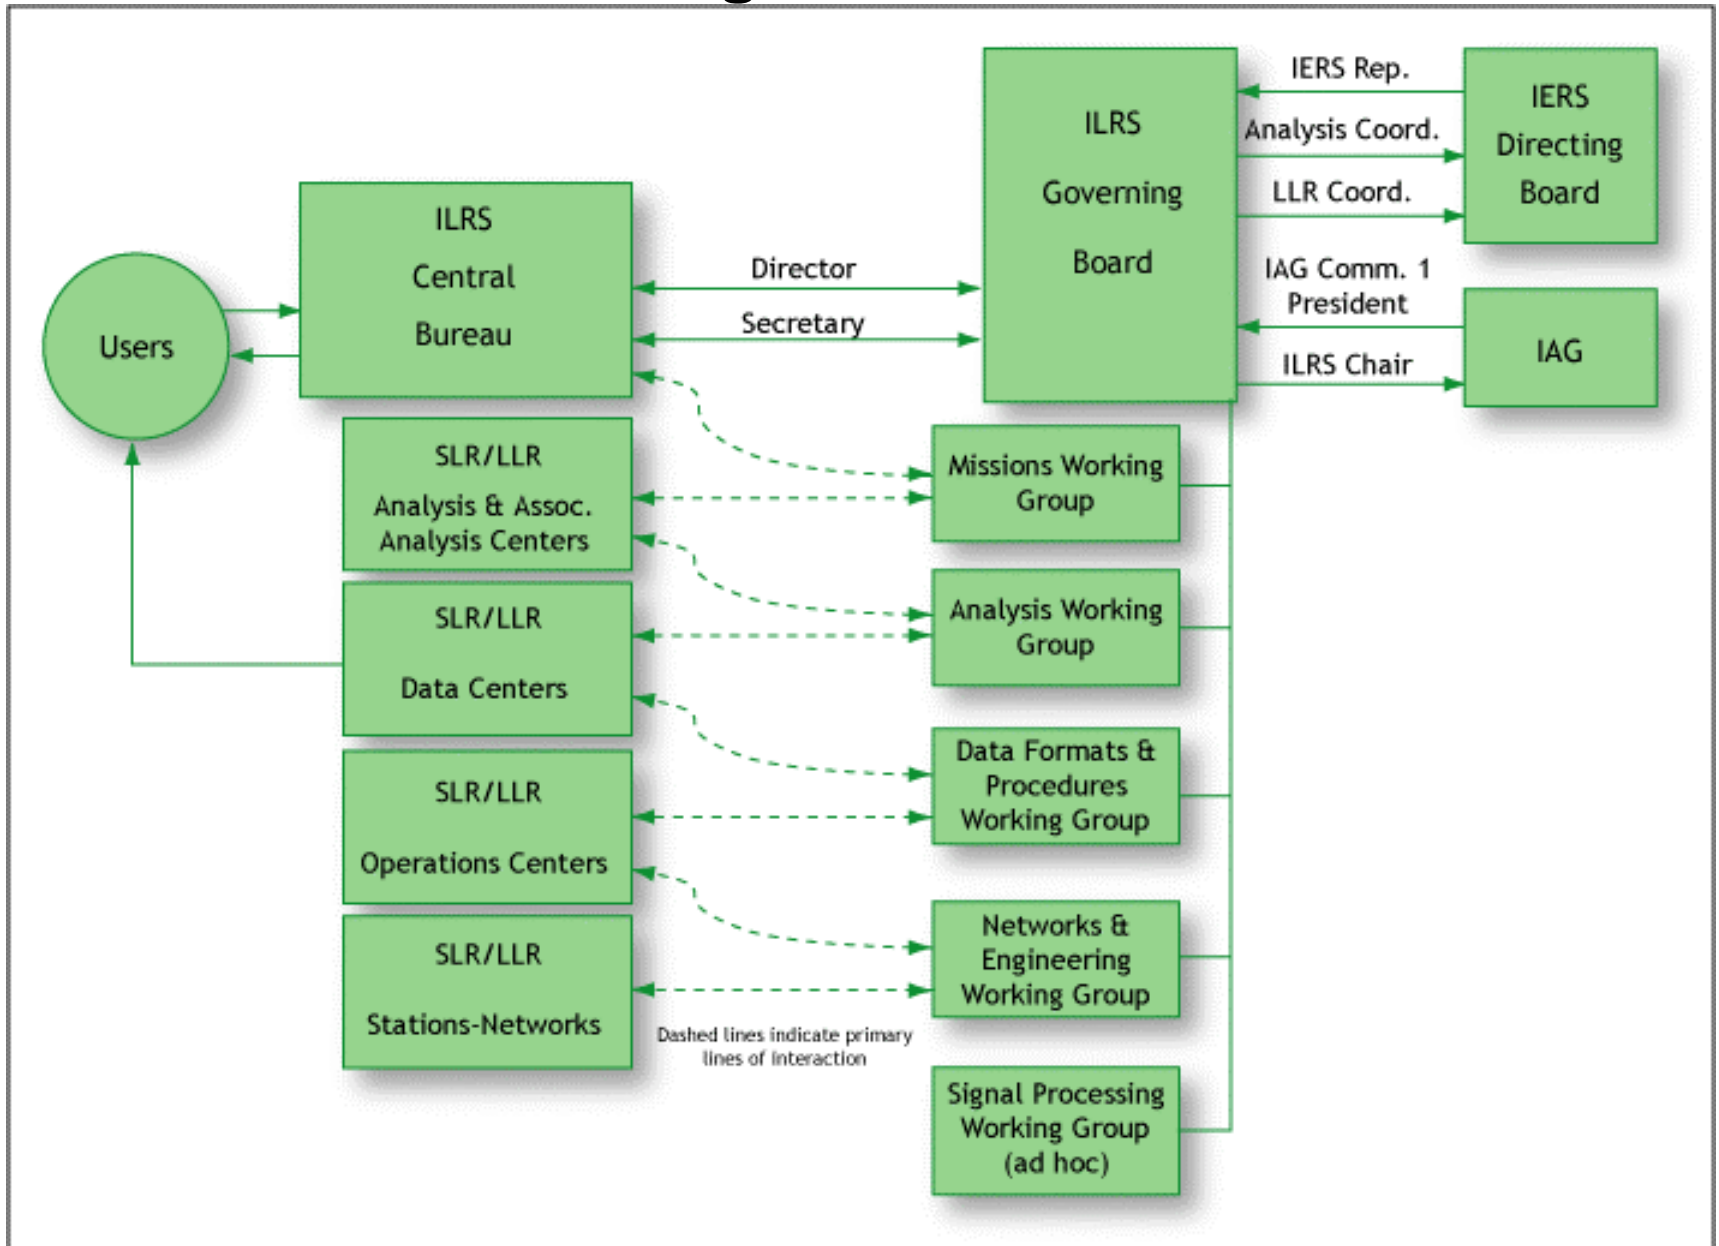 ILRS
Central
Bureau
Users
Director
Secretary
ILRS
Governing
Board
IERS Rep.
Analysis Coord.
LLR Coord.
IERS
Directing
Board
IAG Comm. 1
President
ILRS Chair
IAG
SLR/LLR
Analysis & Assoc.
Analysis Centers
SLR/LLR
Data Centers
SLR/LLR
Operations Centers
SLR/LLR
Stations-Networks
Missions Working
Group
Analysis Working
Group
Data Formats &
Procedures
Working Group
Networks &
Engineering
Working Group
Signal Processing
Working Group
(ad hoc)
Dashed lines indicate primary
lines of interaction